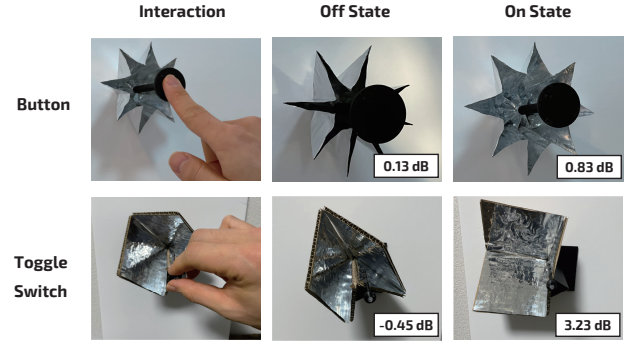 Interaction
Off State
On State
Button
0.13 dB
0.83 dB
Toggle
Switch
-0.45 dB
3.23 dB